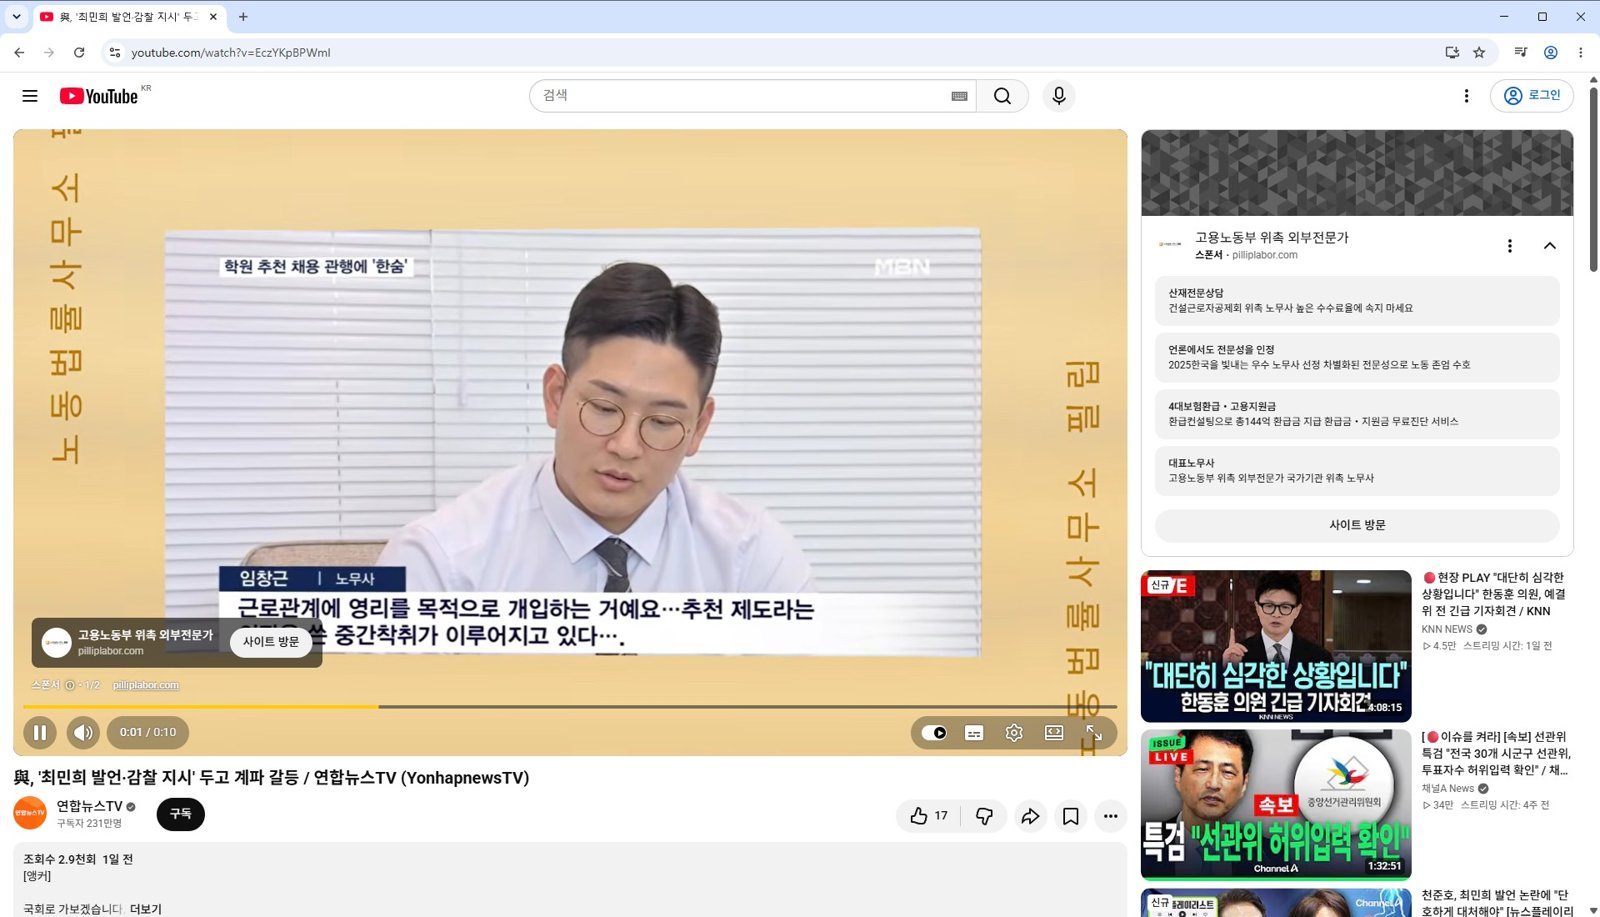 與, '최민희 발언·감찰 지시' 두고
youtube.com/watch?v=EczYKpBPWmI
YouTube KR
검색
로그인
노동법률사무소 필
학원 추천 채용 관행에 '한숨'
MBN
임창근 | 노무사
근로관계에 영리를 목적으로 개입하는 거예요…추천 제도라는
쓴 중간착취가 이루어지고 있다….
노동법률사무소 필립
고용노동부 위촉 외부전문가
pilliplabor.com
사이트 방문
스폰서 · 1/2 pilliplabor.com
0:01 / 0:10
與, '최민희 발언·감찰 지시' 두고 계파 갈등 / 연합뉴스TV (YonhapnewsTV)
연합뉴스TV
연합뉴스TV
구독자 231만명
구독
17
조회수 2.9천회 1일 전
[앵커]
국회로 가보겠습니다. 더보기
고용노동부 위촉 외부전문가
스폰서 · pilliplabor.com
산재전문상담
건설근로자공제회 위촉 노무사 높은 수수료율에 속지 마세요
언론에서도 전문성을 인정
2025한국을 빛내는 우수 노무사 선정 차별화된 전문성으로 노동 존엄 수호
4대보험환급・고용지원금
환급컨설팅으로 총144억 환급금 지급 환급금・지원금 무료진단 서비스
대표노무사
고용노동부 위촉 외부전문가 국가기관 위촉 노무사
사이트 방문
신규
"대단히 심각한 상황입니다"
한동훈 의원 긴급 기자회견
KNN NEWS
4:08:15
🔴현장 PLAY "대단히 심각한
상황입니다" 한동훈 의원, 예결
위 전 긴급 기자회견 / KNN
KNN NEWS
4.5만 스트리밍 시간: 1일 전
ISSUE
LIVE
중앙선거관리위원회
속보
특검 "선관위 허위입력 확인"
Channel A
1:32:51
[🔴이슈를 켜라] [속보] 선관위
특검 "전국 30개 시군구 선관위,
투표자수 허위입력 확인" / 채...
채널A News
34만 스트리밍 시간: 4주 전
신규
플레이리스트
Channel A
천준호, 최민희 발언 논란에 "단
호하게 대처해야" [뉴스플레이리